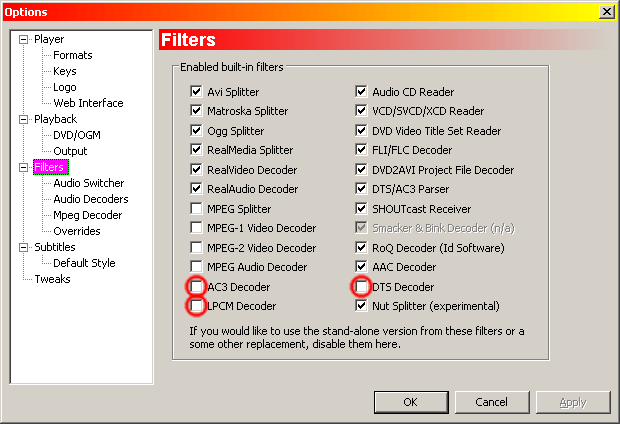 Options
Player
Formats
Keys
Logo
Web Interface
Playback
DVD/OGM
Output
Filters
Audio Switcher
Audio Decoders
Mpeg Decoder
Overrides
Subtitles
Default Style
Tweaks
Filters
Enabled built-in filters
Avi Splitter
Matroska Splitter
Ogg Splitter
RealMedia Splitter
RealVideo Decoder
RealAudio Decoder
MPEG Splitter
MPEG-1 Video Decoder
MPEG-2 Video Decoder
MPEG Audio Decoder
AC3 Decoder
LPCM Decoder
Audio CD Reader
VCD/SVCD/XCD Reader
DVD Video Title Set Reader
FLI/FLC Decoder
DVD2AVI Project File Decoder
DTS/AC3 Parser
SHOUTcast Receiver
Smacker & Bink Decoder (n/a)
RoQ Decoder (Id Software)
AAC Decoder
DTS Decoder
Nut Splitter (experimental)
If you would like to use the stand-alone version from these filters or a
some other replacement, disable them here.
OK
Cancel
Apply